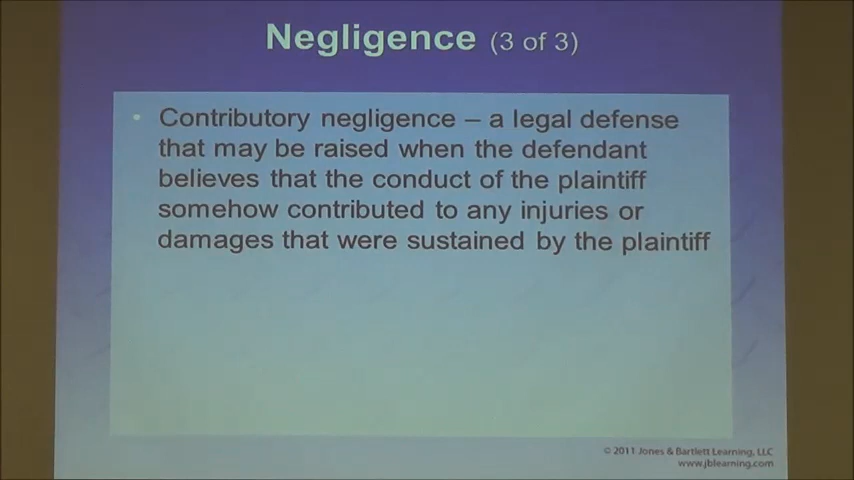 Negligence (3 of 3)
• Contributory negligence – a legal defense
that may be raised when the defendant
believes that the conduct of the plaintiff
somehow contributed to any injuries or
damages that were sustained by the plaintiff
© 2011 Jones & Bartlett Learning, LLC
www.jblearning.com